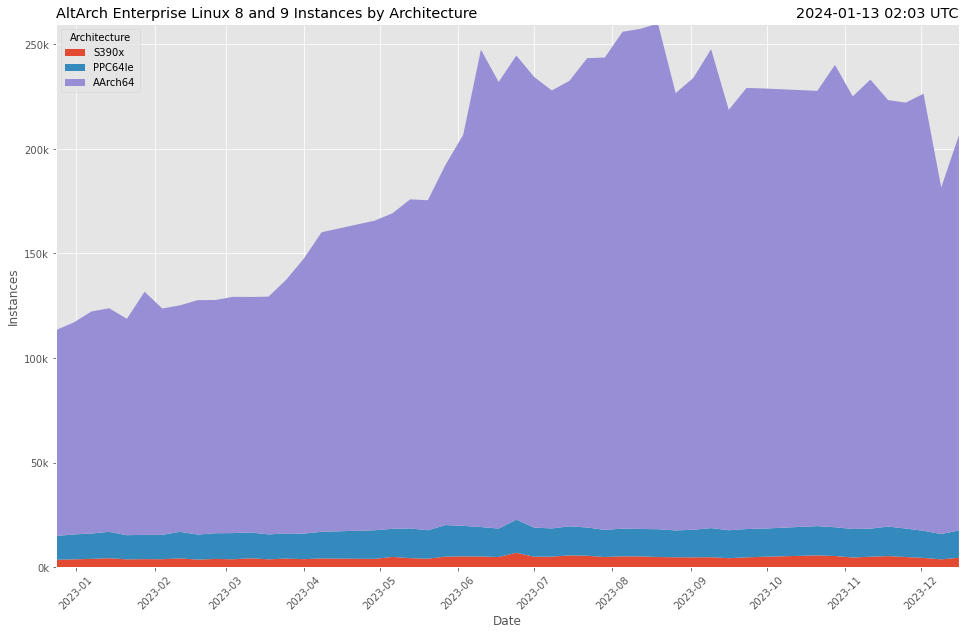 AltArch Enterprise Linux 8 and 9 Instances by Architecture
2024-01-13 02:03 UTC
Architecture
S390x
PPC64le
AArch64
250k
200k
150k
100k
50k
0k
Instances
2023-01
2023-02
2023-03
2023-04
2023-05
2023-06
2023-07
2023-08
2023-09
2023-10
2023-11
2023-12
Date